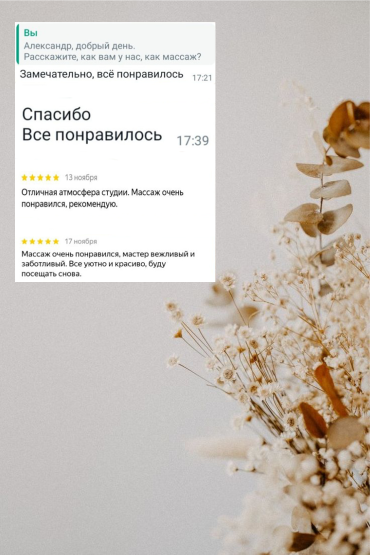 Вы
Александр, добрый день.
Расскажите, как вам у нас, как массаж?
Замечательно, всё понравилось 17:21
Спасибо
Все понравилось 17:39
13 ноября
Отличная атмосфера студии. Массаж очень
понравился, рекомендую.
17 ноября
Массаж очень понравился, мастер вежливый и
заботливый. Все уютно и красиво, буду
посещать снова.